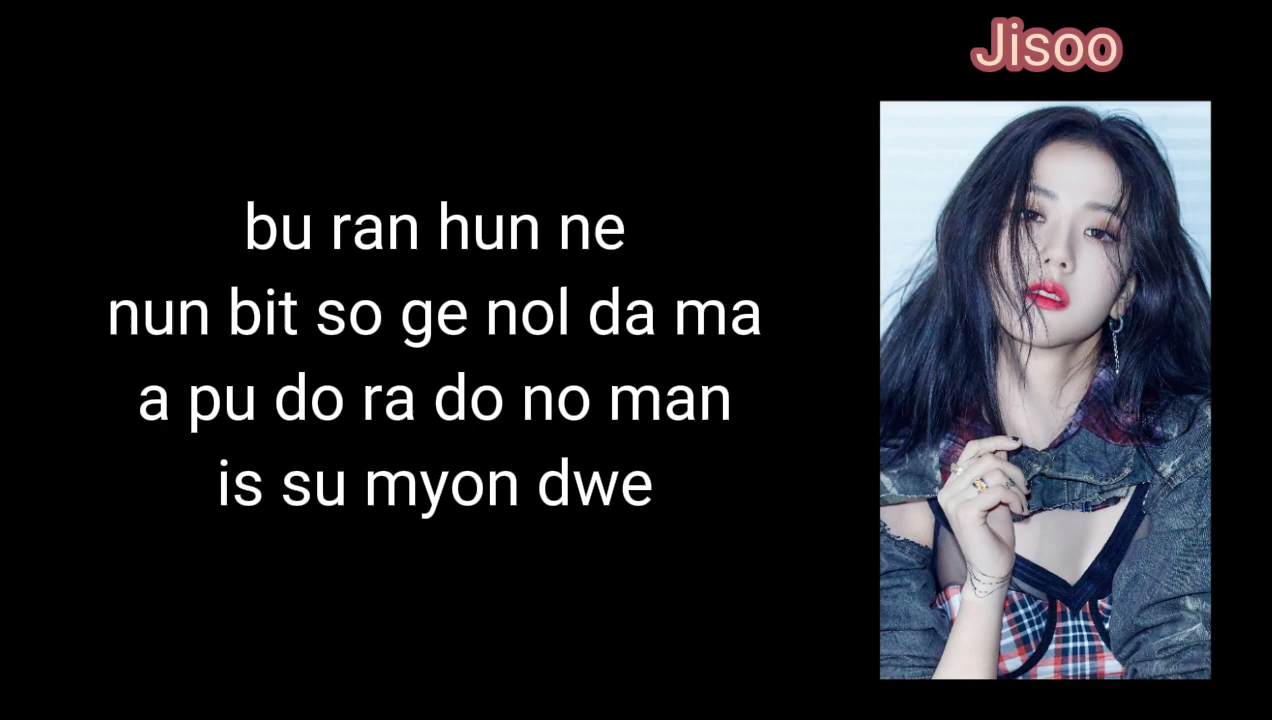 Jisoo
bu ran hun ne
nun bit so ge nol da ma
a pu do ra do no man
is su myon dwe